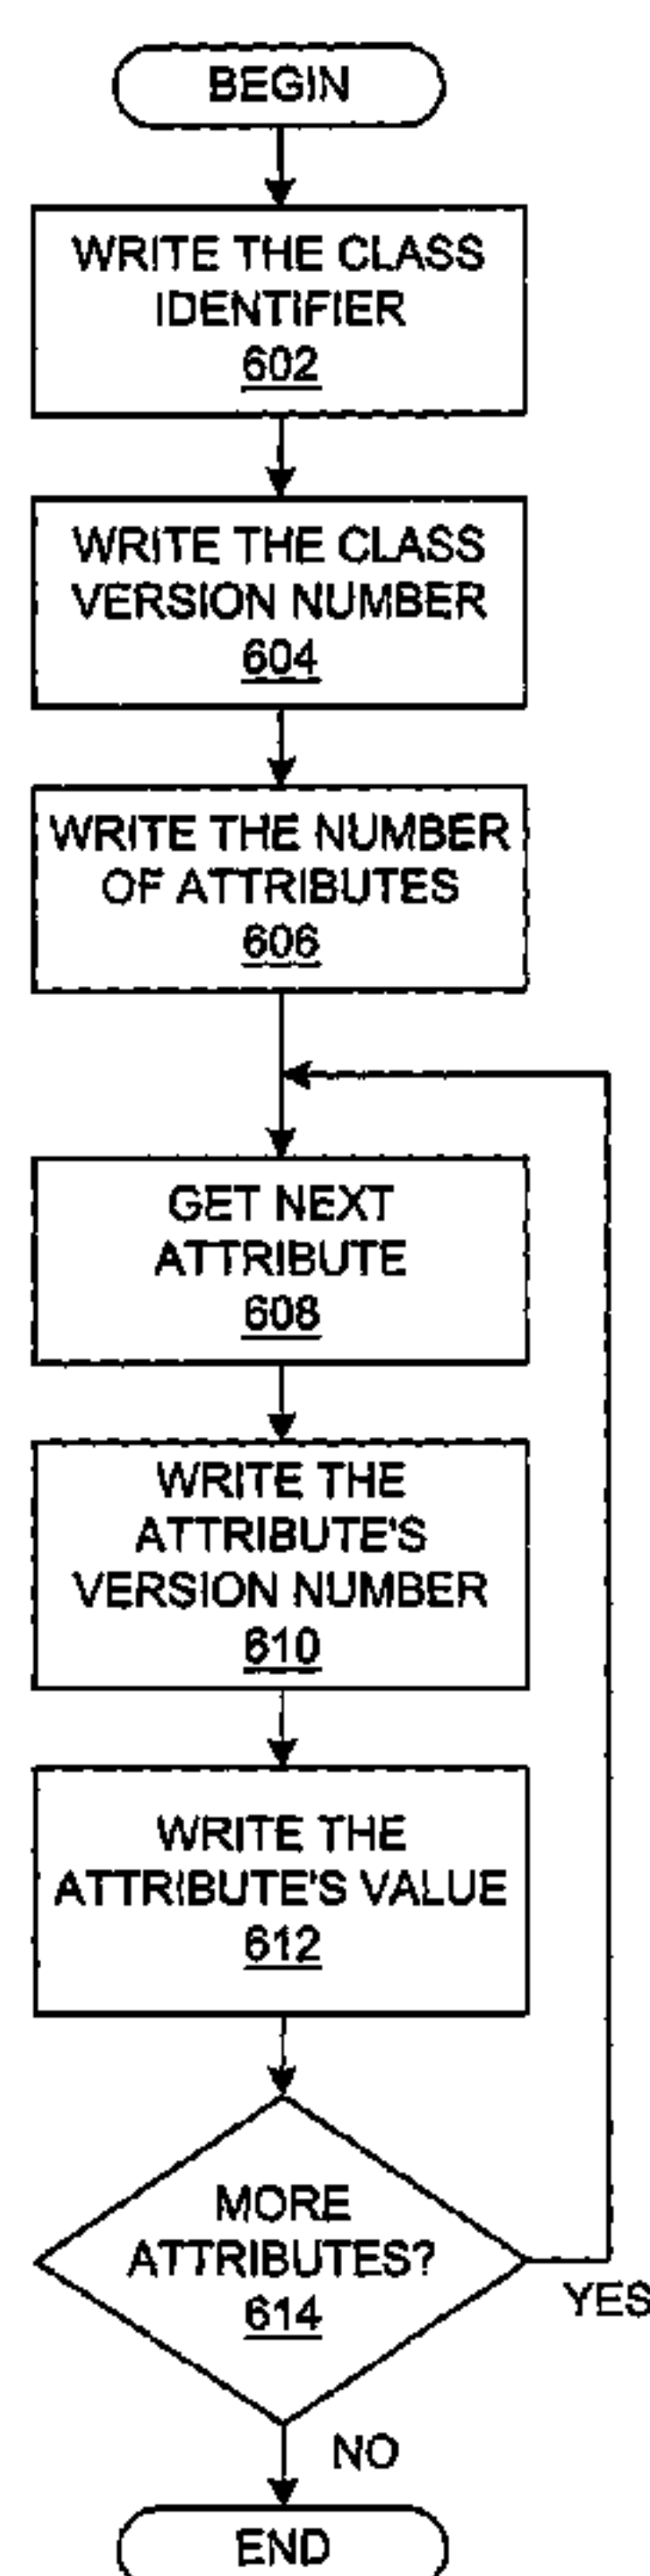 BEGIN
WRITE THE CLASS
IDENTIFIER
602
WRITE THE CLASS
VERSION NUMBER
604
WRITE THE NUMBER
OF ATTRIBUTES
606
GET NEXT
ATTRIBUTE
608
WRITE THE
ATTRIBUTE'S
VERSION NUMBER
610
WRITE THE
ATTRIBUTE'S VALUE
612
MORE
ATTRIBUTES?
614
YES
NO
END